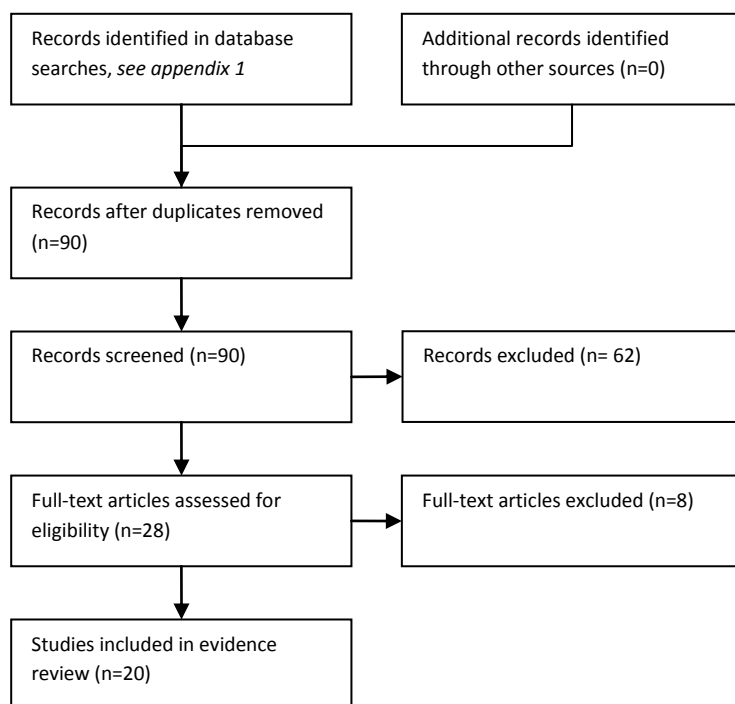 Records identified in database
searches, see appendix 1
Additional records identified
through other sources (n=0)
Records after duplicates removed
(n=90)
Records screened (n=90)
Records excluded (n= 62)
Full-text articles assessed for
eligibility (n=28)
Full-text articles excluded (n=8)
Studies included in evidence
review (n=20)